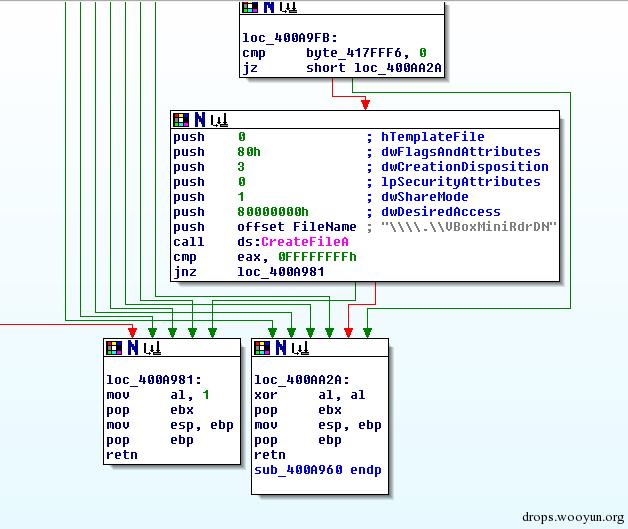 loc_400A9FB:
cmp byte_417FFF6, 0
jz short loc_400AA2A
push 0 ; hTemplateFile
push 80h ; dwFlagsAndAttributes
push 3 ; dwCreationDisposition
push 0 ; lpSecurityAttributes
push 1 ; dwShareMode
push 80000000h ; dwDesiredAccess
push offset FileName ; "\\\\.\\VBoxMiniRdrDN"
call ds:CreateFileA
cmp eax, 0FFFFFFFFh
jnz loc_400A981
loc_400A981:
mov al, 1
pop ebx
mov esp, ebp
pop ebp
retn
loc_400AA2A:
xor al, al
pop ebx
mov esp, ebp
pop ebp
retn
sub_400A960 endp
drops.wooyun.org